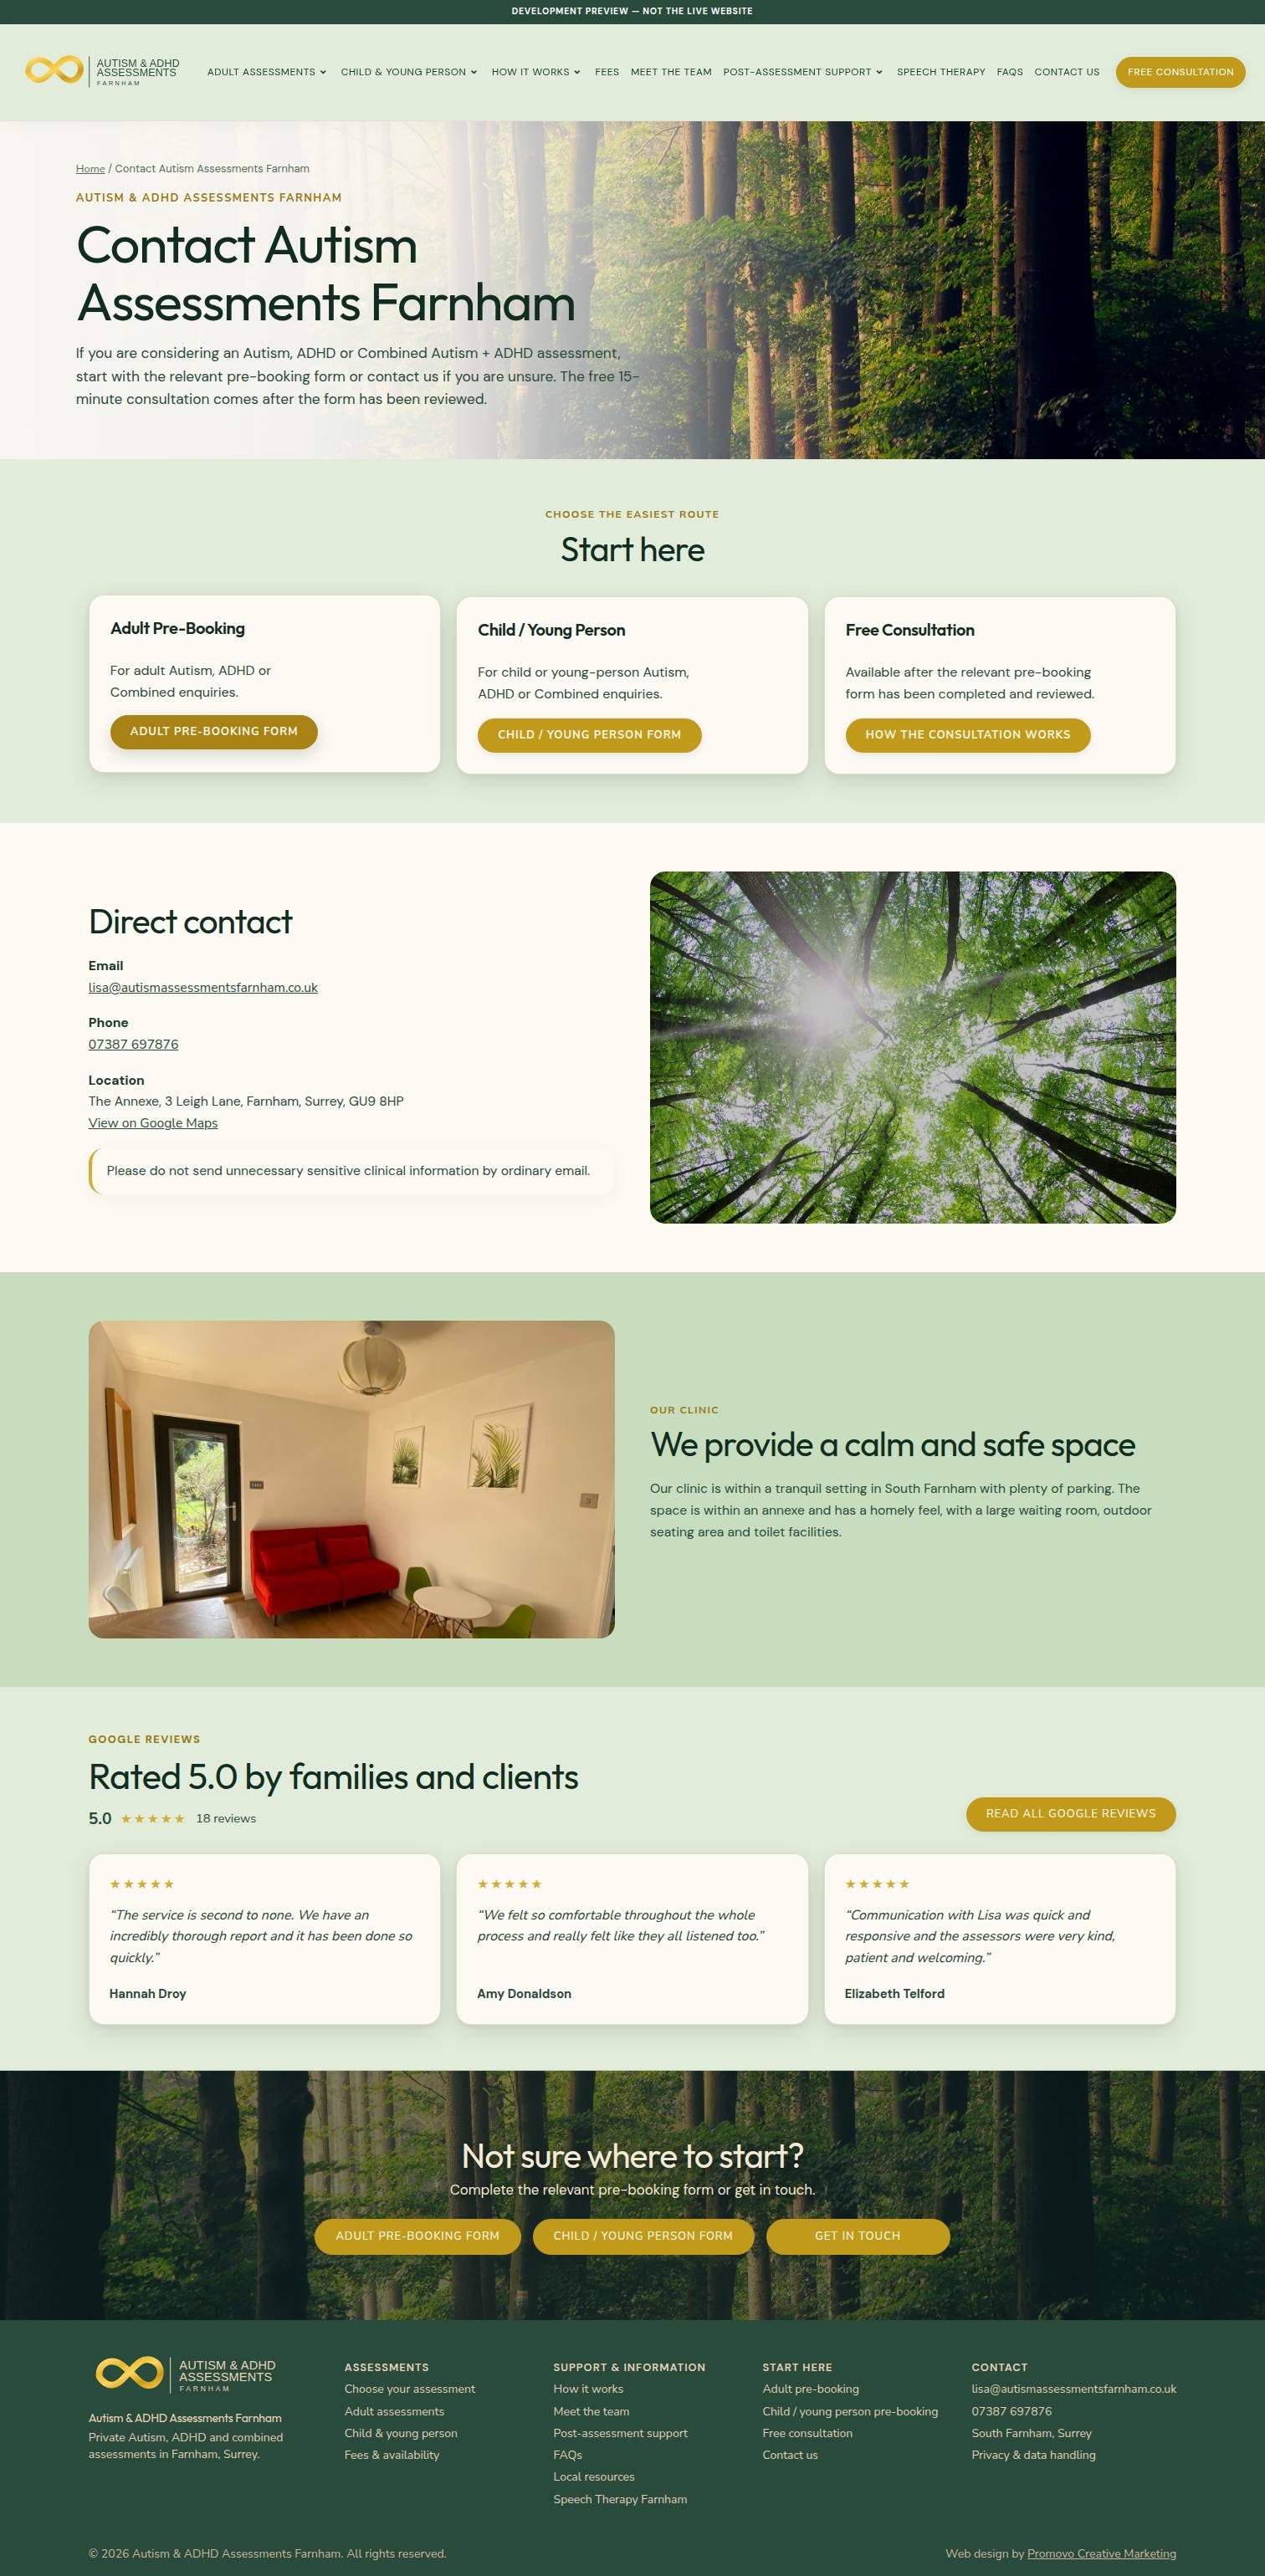 DEVELOPMENT PREVIEW — NOT THE LIVE WEBSITE
AUTISM & ADHD
ASSESSMENTS
FARNHAM
ADULT ASSESSMENTS
CHILD & YOUNG PERSON
HOW IT WORKS
FEES
MEET THE TEAM
POST-ASSESSMENT SUPPORT
SPEECH THERAPY
FAQS
CONTACT US
FREE CONSULTATION
Home / Contact Autism Assessments Farnham
AUTISM & ADHD ASSESSMENTS FARNHAM
Contact Autism
Assessments Farnham
If you are considering an Autism, ADHD or Combined Autism + ADHD assessment,
start with the relevant pre-booking form or contact us if you are unsure. The free 15-
minute consultation comes after the form has been reviewed.
CHOOSE THE EASIEST ROUTE
Start here
Adult Pre-Booking
For adult Autism, ADHD or
Combined enquiries.
ADULT PRE-BOOKING FORM
Child / Young Person
For child or young-person Autism,
ADHD or Combined enquiries.
CHILD / YOUNG PERSON FORM
Free Consultation
Available after the relevant pre-booking
form has been completed and reviewed.
HOW THE CONSULTATION WORKS
Direct contact
Email
lisa@autismassessmentsfarnham.co.uk
Phone
07387 697876
Location
The Annexe, 3 Leigh Lane, Farnham, Surrey, GU9 8HP
View on Google Maps
Please do not send unnecessary sensitive clinical information by ordinary email.
OUR CLINIC
We provide a calm and safe space
Our clinic is within a tranquil setting in South Farnham with plenty of parking. The
space is within an annexe and has a homely feel, with a large waiting room, outdoor
seating area and toilet facilities.
GOOGLE REVIEWS
Rated 5.0 by families and clients
5.0 ★★★★★ 18 reviews
READ ALL GOOGLE REVIEWS
★★★★★
“The service is second to none. We have an
incredibly thorough report and it has been done so
quickly.”
Hannah Droy
★★★★★
“We felt so comfortable throughout the whole
process and really felt like they all listened too.”
Amy Donaldson
★★★★★
“Communication with Lisa was quick and
responsive and the assessors were very kind,
patient and welcoming.”
Elizabeth Telford
Not sure where to start?
Complete the relevant pre-booking form or get in touch.
ADULT PRE-BOOKING FORM
CHILD / YOUNG PERSON FORM
GET IN TOUCH
AUTISM & ADHD
ASSESSMENTS
FARNHAM
Autism & ADHD Assessments Farnham
Private Autism, ADHD and combined
assessments in Farnham, Surrey.
ASSESSMENTS
Choose your assessment
Adult assessments
Child & young person
Fees & availability
SUPPORT & INFORMATION
How it works
Meet the team
Post-assessment support
FAQs
Local resources
Speech Therapy Farnham
START HERE
Adult pre-booking
Child / young person pre-booking
Free consultation
Contact us
CONTACT
lisa@autismassessmentsfarnham.co.uk
07387 697876
South Farnham, Surrey
Privacy & data handling
© 2026 Autism & ADHD Assessments Farnham. All rights reserved.
Web design by Promovo Creative Marketing